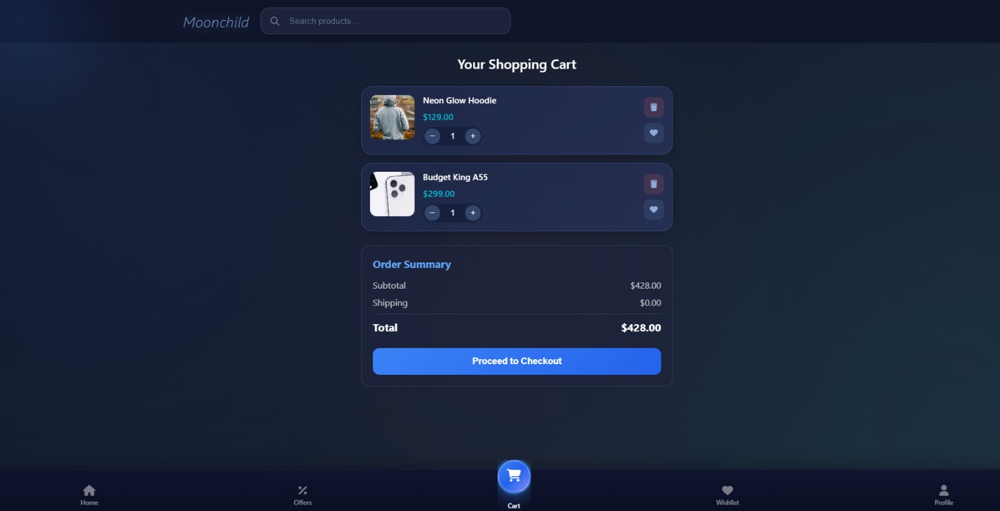 Moonchild
Search products...
Your Shopping Cart
Neon Glow Hoodie
$129.00
− 1 +
Budget King A55
$299.00
− 1 +
Order Summary
Subtotal $428.00
Shipping $0.00
Total $428.00
Proceed to Checkout
Home Offers Cart Wishlist Profile